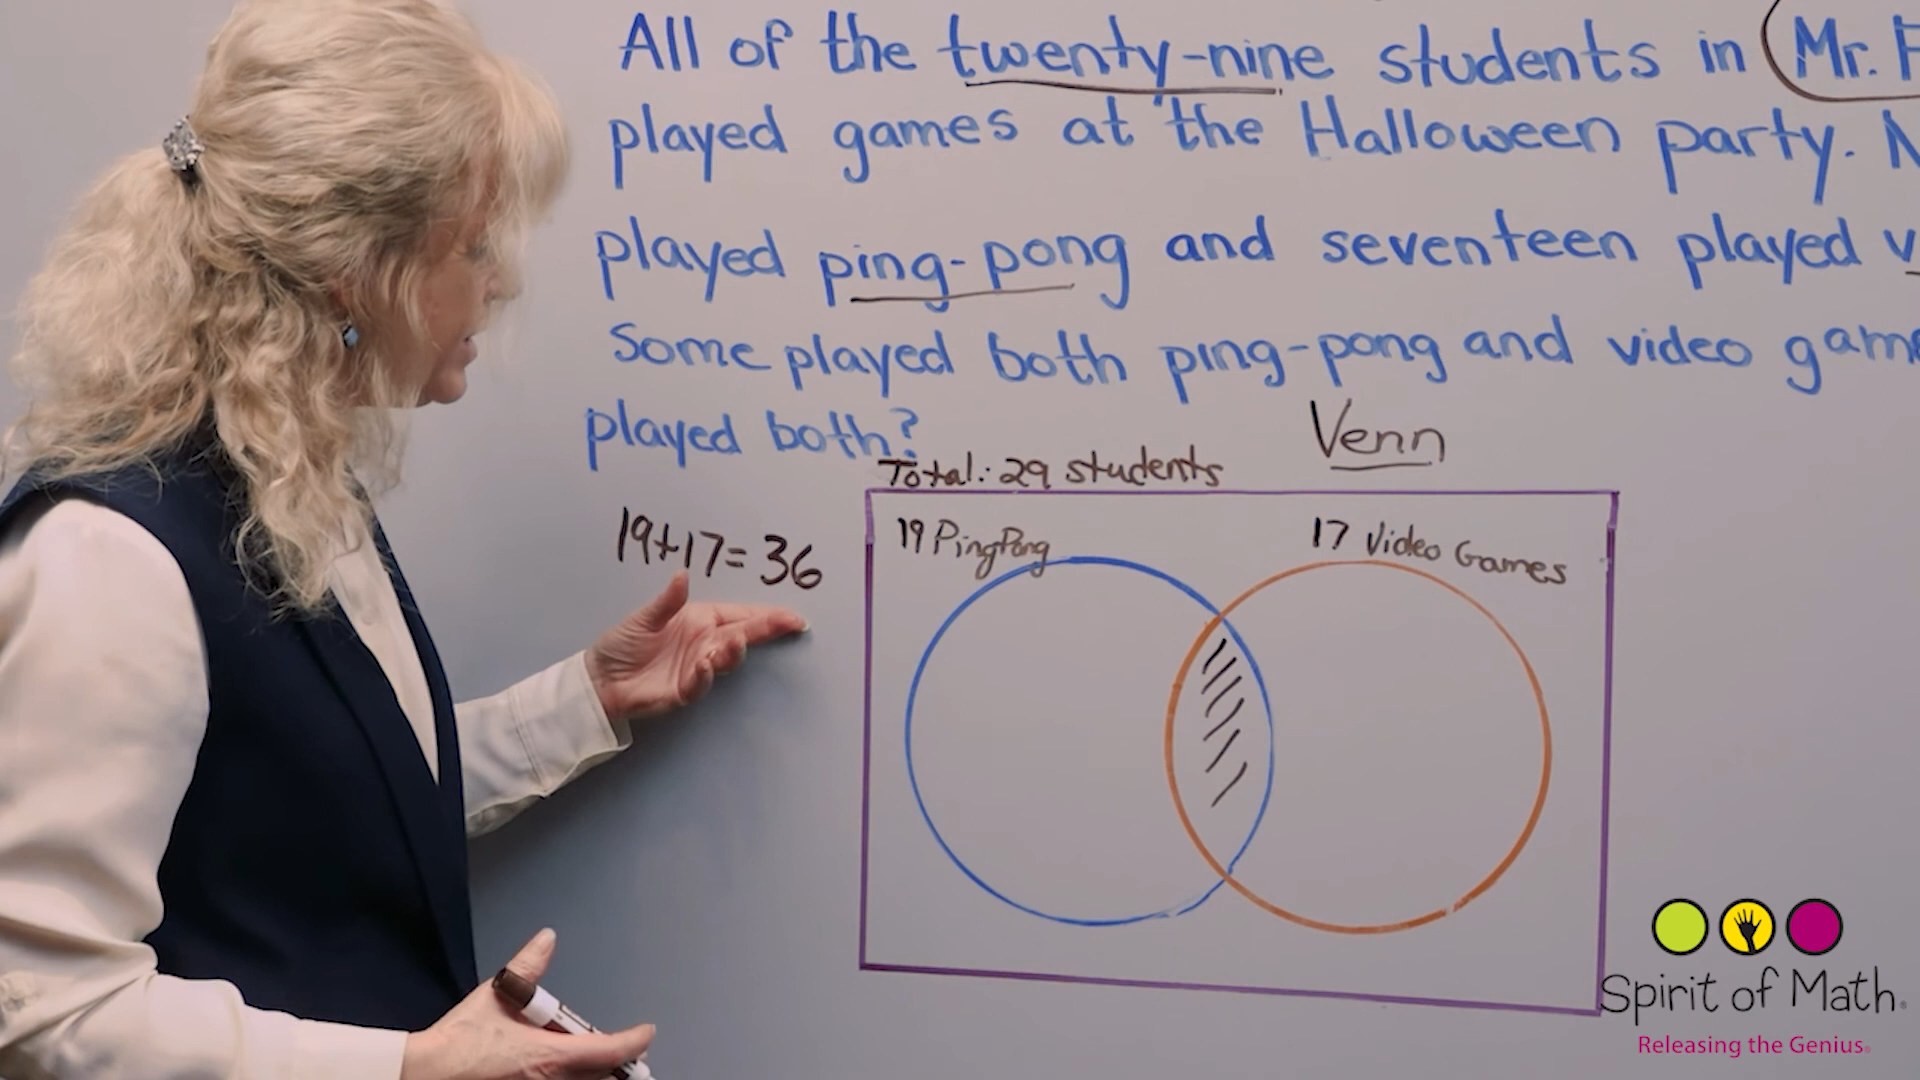 All of the twenty-nine students in Mr.
played games at the Halloween party.
played ping-pong and seventeen played
Some played both ping-pong and video
played both?
Venn
Total: 29 students
19+17=36
19 PingPong
17 Video Games
Spirit of Math
Releasing the Genius